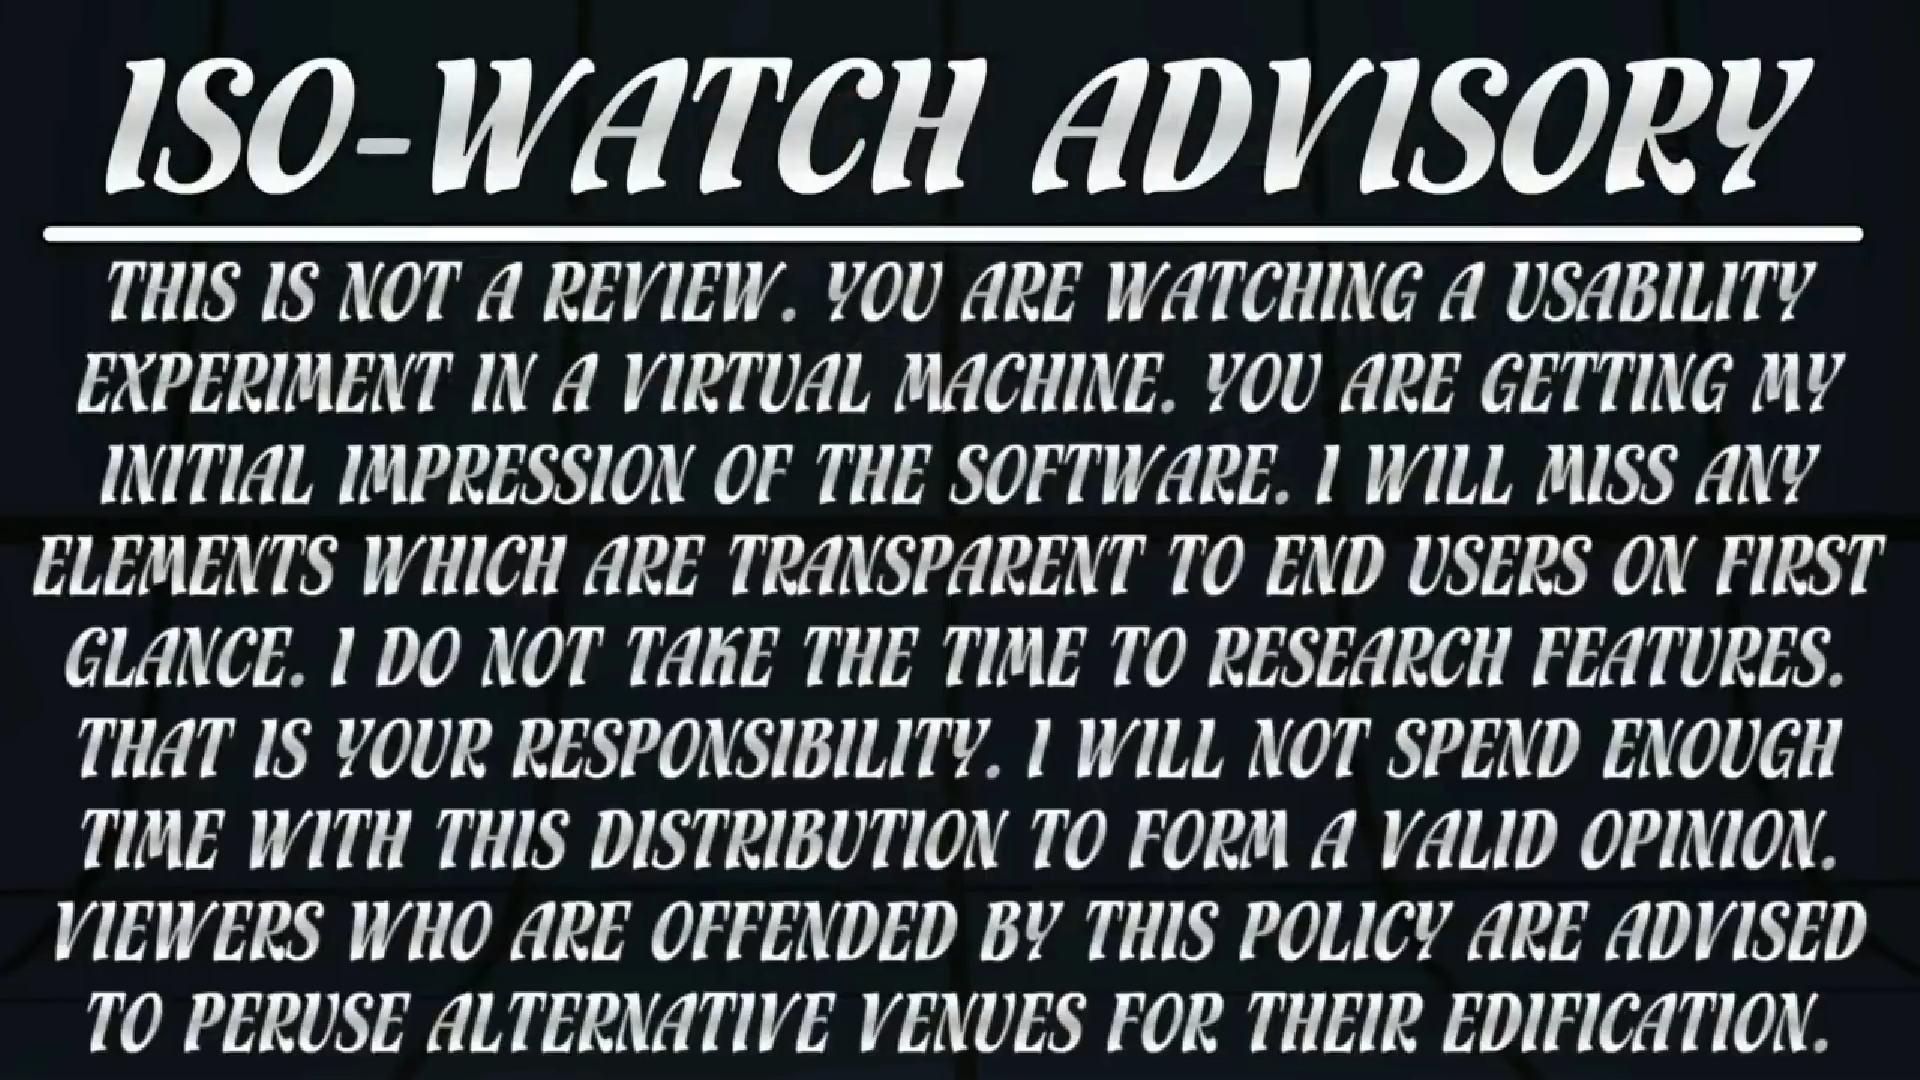 ISO-WATCH ADVISORY
THIS IS NOT A REVIEW. YOU ARE WATCHING A USABILITY
EXPERIMENT IN A VIRTUAL MACHINE. YOU ARE GETTING MY
INITIAL IMPRESSION OF THE SOFTWARE. I WILL MISS ANY
ELEMENTS WHICH ARE TRANSPARENT TO END USERS ON FIRST
GLANCE. I DO NOT TAKE THE TIME TO RESEARCH FEATURES.
THAT IS YOUR RESPONSIBILITY. I WILL NOT SPEND ENOUGH
TIME WITH THIS DISTRIBUTION TO FORM A VALID OPINION.
VIEWERS WHO ARE OFFENDED BY THIS POLICY ARE ADVISED
TO PERUSE ALTERNATIVE VENUES FOR THEIR EDIFICATION.